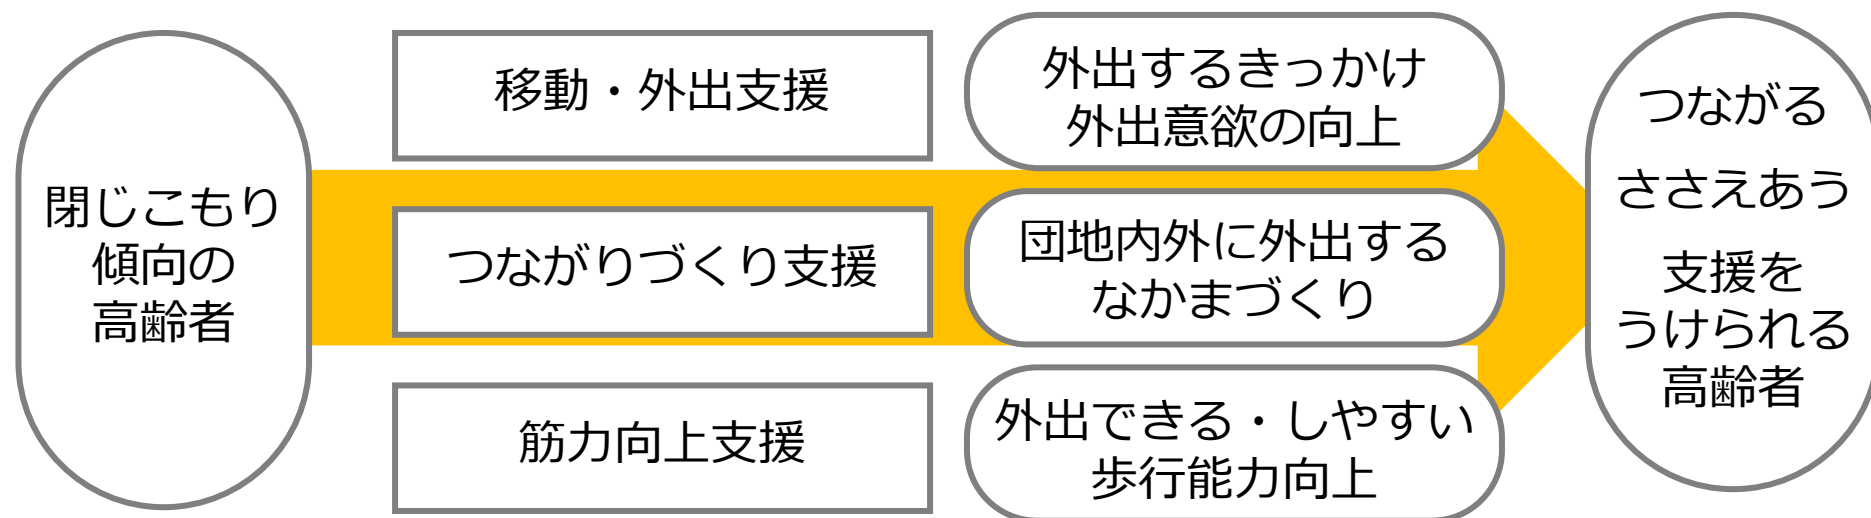 閉じこもり
傾向の
高齢者
移動・外出支援
つながりづくり支援
筋力向上支援
外出するきっかけ
外出意欲の向上
団地内外に外出する
なかまづくり
外出できる・しやすい
歩行能力向上
つながる
ささえあう
支援を
うけられる
高齢者